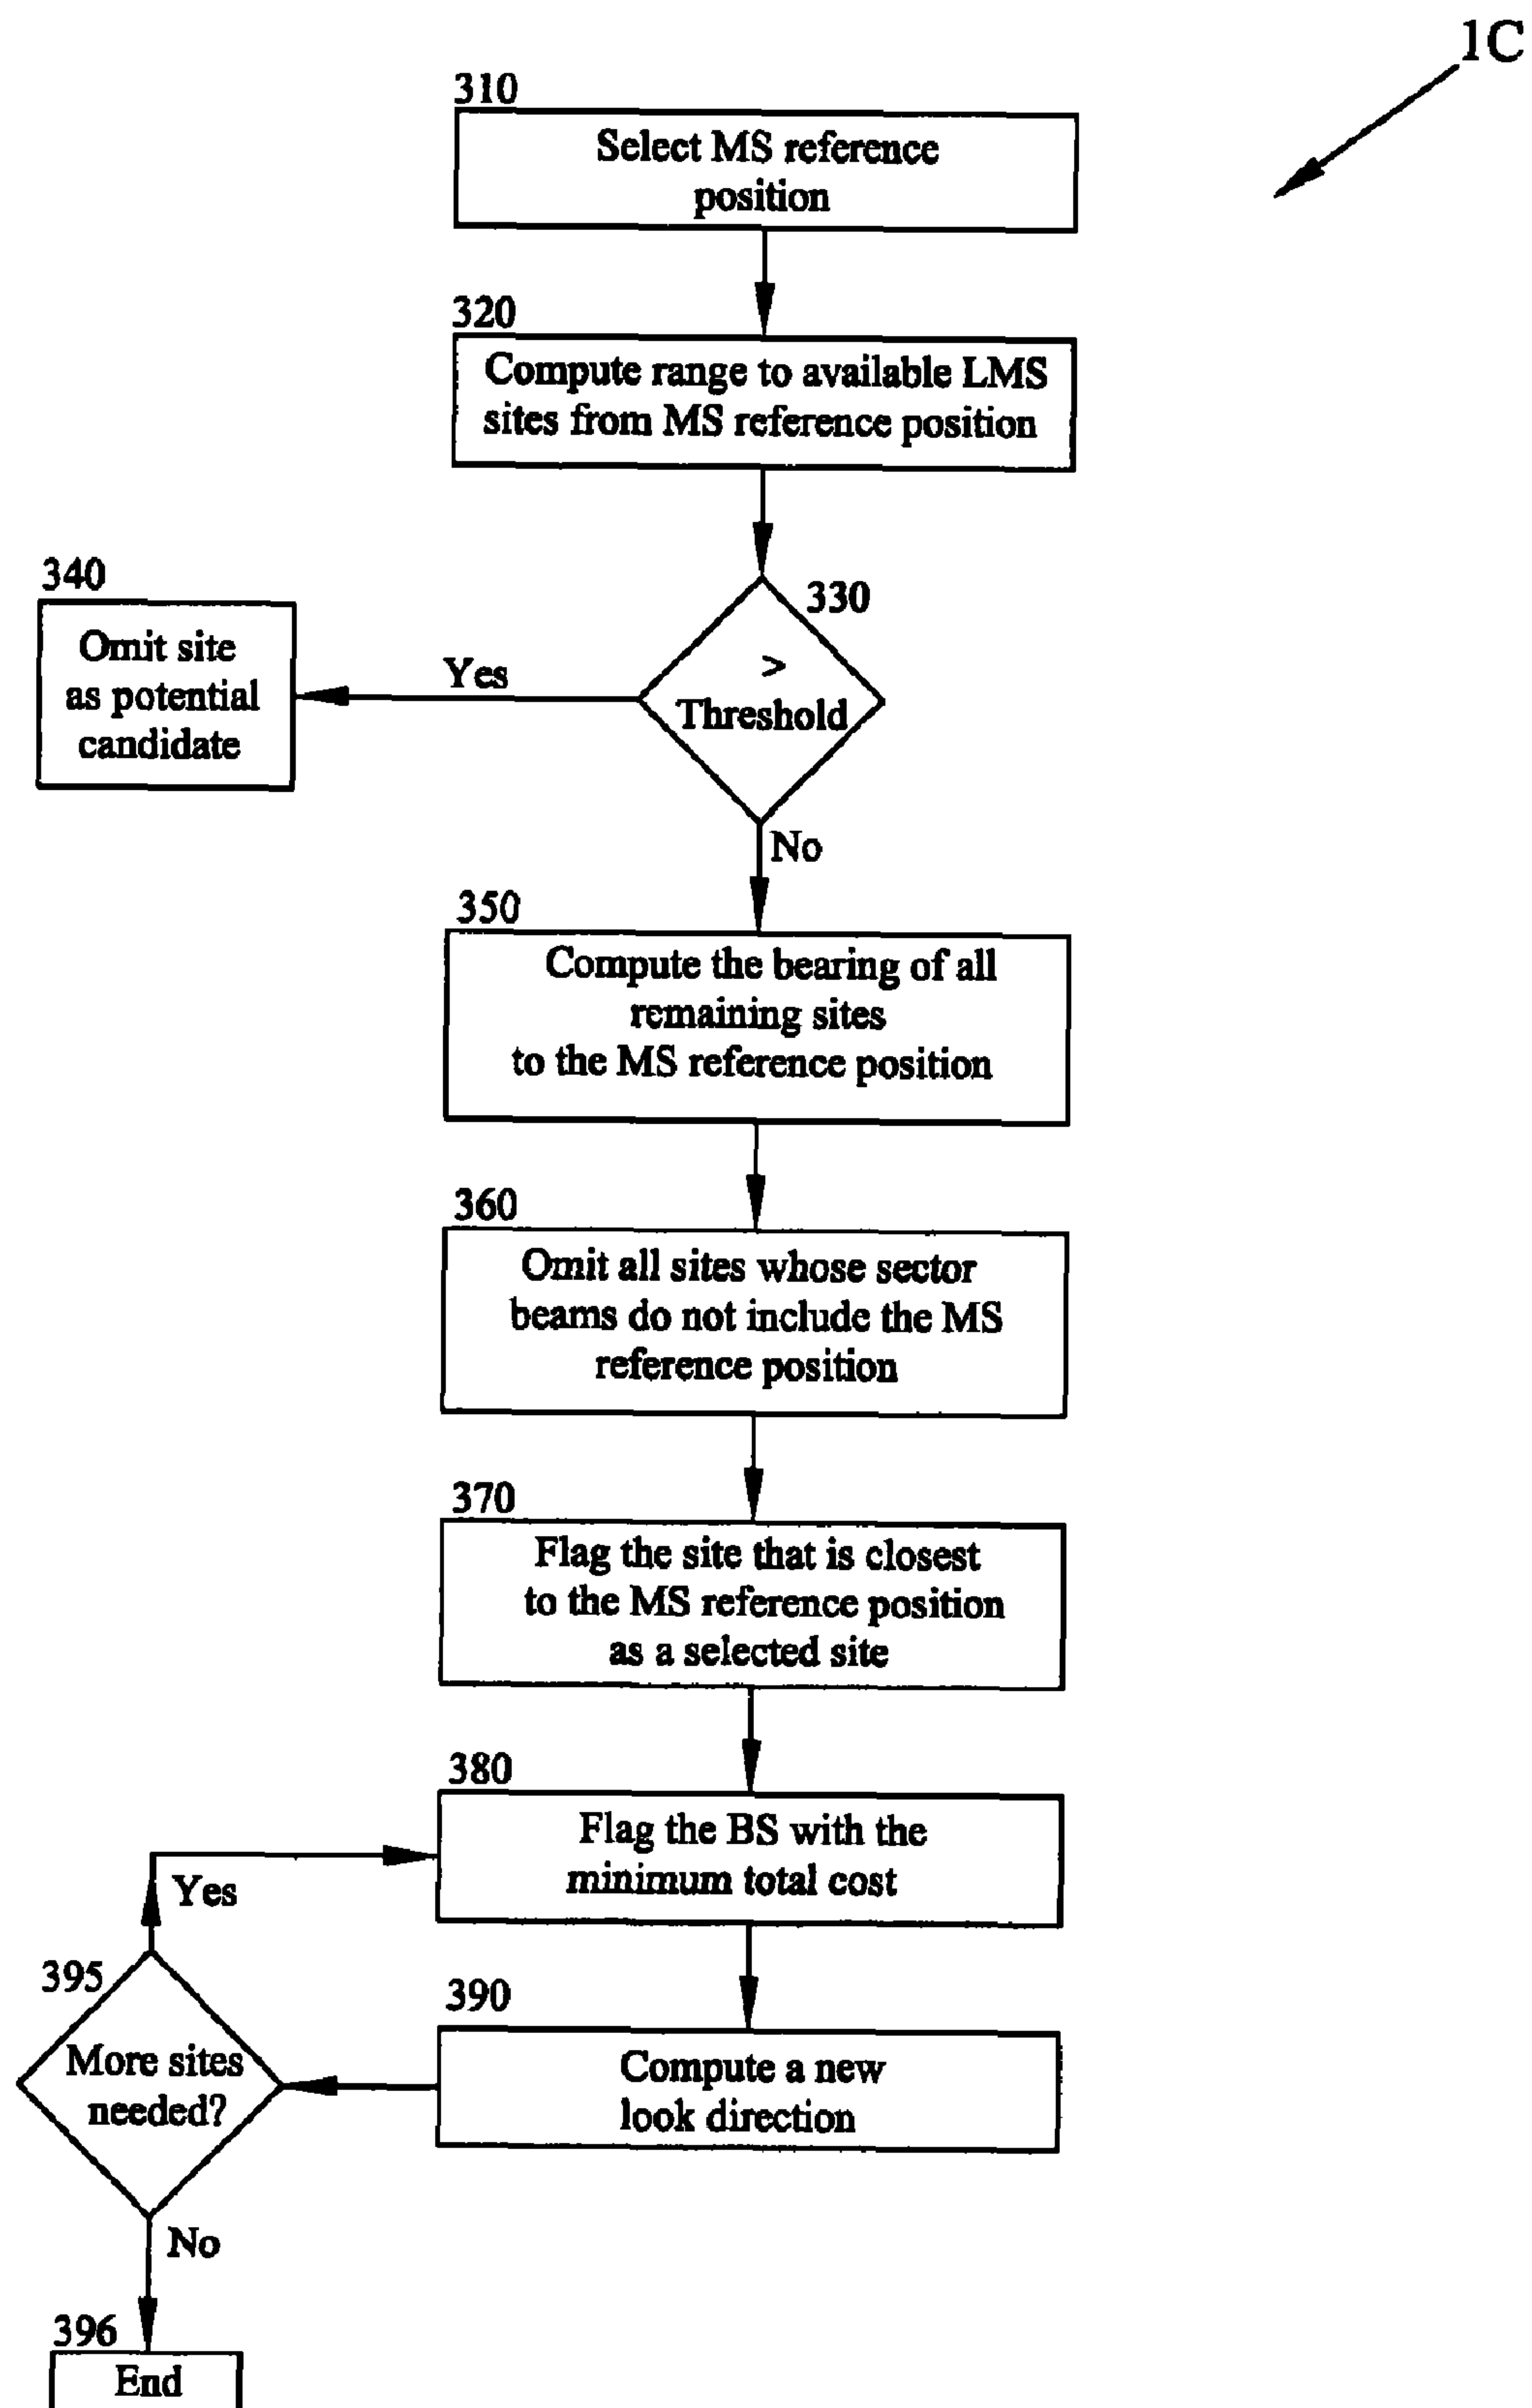 1C
310
Select MS reference
position
320
Compute range to available LMS
sites from MS reference position
330
>
Threshold
Yes
340
Omit site
as potential
candidate
No
350
Compute the bearing of all
remaining sites
to the MS reference position
360
Omit all sites whose sector
beams do not include the MS
reference position
370
Flag the site that is closest
to the MS reference position
as a selected site
380
Flag the BS with the
minimum total cost
390
Compute a new
look direction
395
More sites
needed?
Yes
No
396
End